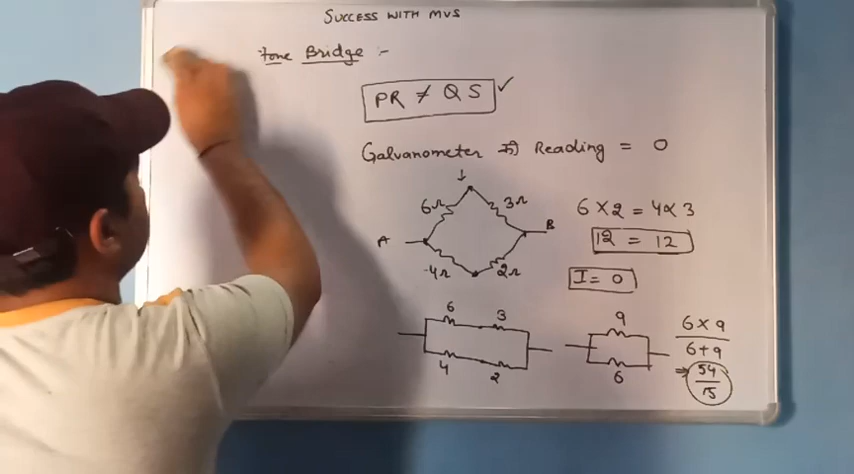 SUCCESS WITH MVS
tone Bridge :-
PR ≠ QS ✓
Galvanometer की Reading = 0
↓
6Ω 3Ω
A B
4Ω 2Ω
6 × 2 = 4 × 3
12 = 12
I = 0
6 3
4 2
9
6
6 × 9
6 + 9
⇒ 54
15